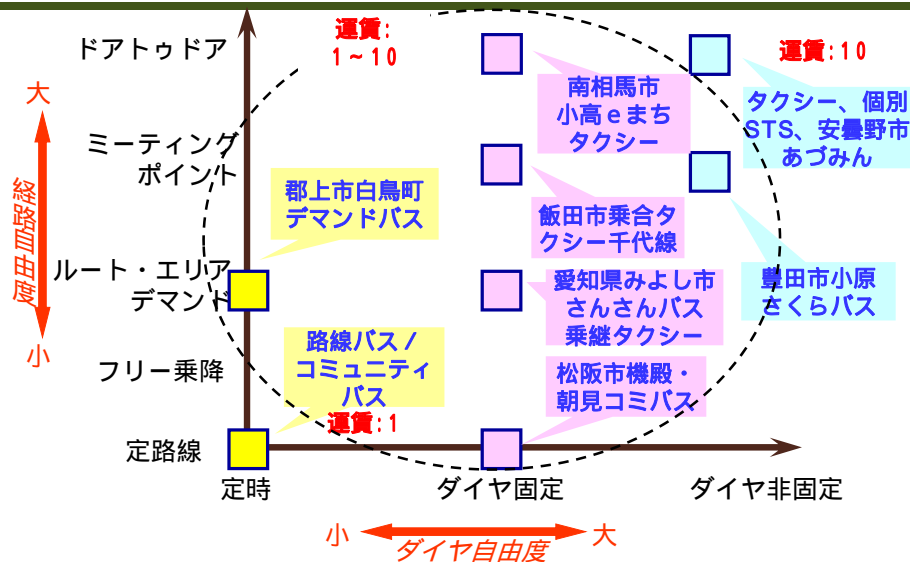 ドアトゥドア
運賃:
1~10
運賃:10
大
南相馬市
小高eまち
タクシー
タクシー、個別
STS、安曇野市
あづみん
ミーティング
ポイント
郡上市白鳥町
デマンドバス
飯田市乗合タ
クシー千代線
経路自由度
ルート・エリア
デマンド
愛知県みよし市
さんさんバス
乗継タクシー
豊田市小原
さくらバス
小
フリー乗降
路線バス/
コミュニティ
バス
運賃:1
松阪市機殿・
朝見コミバス
定路線
定時
ダイヤ固定
ダイヤ非固定
小
大
ダイヤ自由度